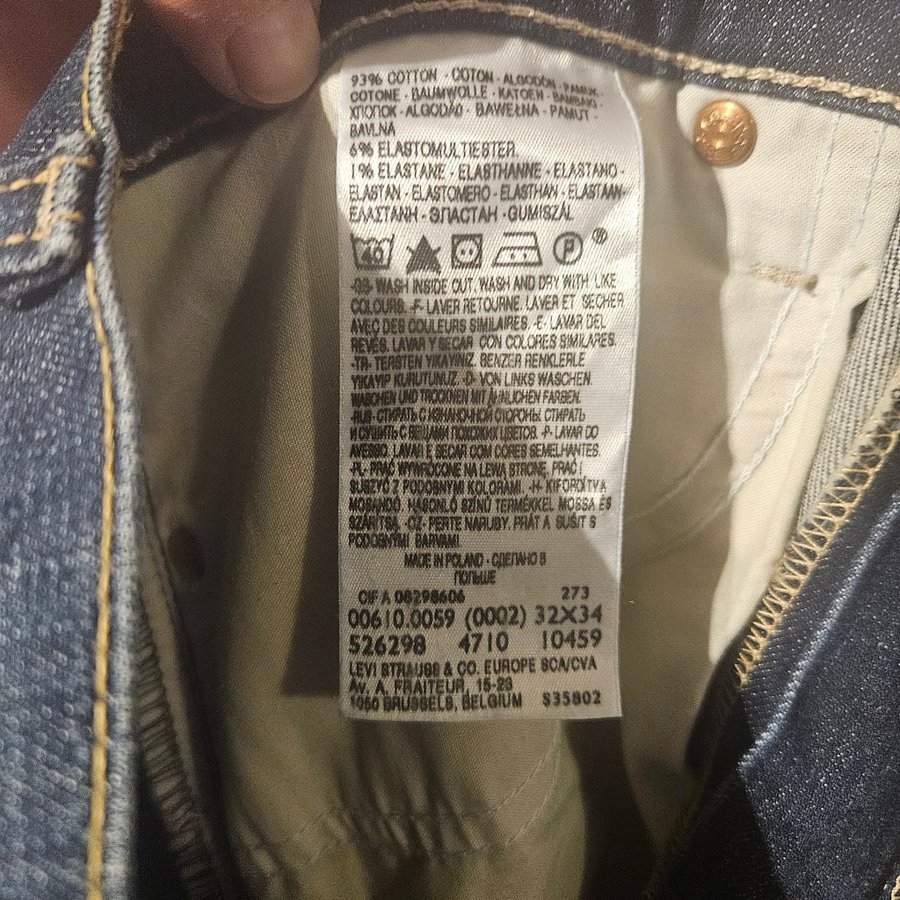 93% COTTON - COTON - ALGODÓN - PAMUK -
COTONE - BAUMWOLLE - KATOEN - ΒΑΜΒΑΚΙ -
ХЛОПОК - ALGODÃO - BAWEŁNA - PAMUT -
BAVLNA
6% ELASTOMULTIESTER.
1% ELASTANE - ELASTHANNE - ELASTANO -
ELASTAN - ELASTOMERO - ELASTHAN - ELASTAAN -
ΕΛΑΣΤΑΝΗ - ЭЛАСТАН - GUMISZÁL
40 P ®
-GB- WASH INSIDE OUT. WASH AND DRY WITH LIKE
COLOURS. -F- LAVER RETOURNE. LAVER ET SECHER
AVEC DES COULEURS SIMILAIRES. -E- LAVAR DEL
REVES. LAVAR Y SECAR CON COLORES SIMILARES.
-TR- TERSTEN YIKAYINIZ. BENZER RENKLERLE
YIKAYIP KURUTUNUZ. -D- VON LINKS WASCHEN.
WASCHEN UND TROCKNEN MIT ÄHNLICHEN FARBEN.
-RUS- СТИРАТЬ С ИЗНАНОЧНОЙ СТОРОНЫ. СТИРАТЬ
И СУШИТЬ С ВЕЩАМИ ПОХОЖИХ ЦВЕТОВ. -P- LAVAR DO
AVESSO. LAVAR E SECAR COM CORES SEMELHANTES.
-PL- PRAĆ WYWRÓCONE NA LEWĄ STRONĘ. PRAĆ I
SUSZYĆ Z PODOBNYMI KOLORAMI. -H- KIFORDÍTVA
MOSANDÓ. HASONLÓ SZÍNŰ TERMÉKKEL MOSSA ÉS
SZÁRÍTSA. -CZ- PERTE NARUBY. PRÁT A SUŠIT S
PODOBNÝMI BARVAMI.
MADE IN POLAND - СДЕЛАНО В
ПОЛЬШЕ
CIF A 08298606 273
00610.0059 (0002) 32X34
526298 4710 10459
LEVI STRAUSS & CO. EUROPE SCA/CVA
Av. A. FRAITEUR, 15-23
1050 BRUSSELS, BELGIUM S35802